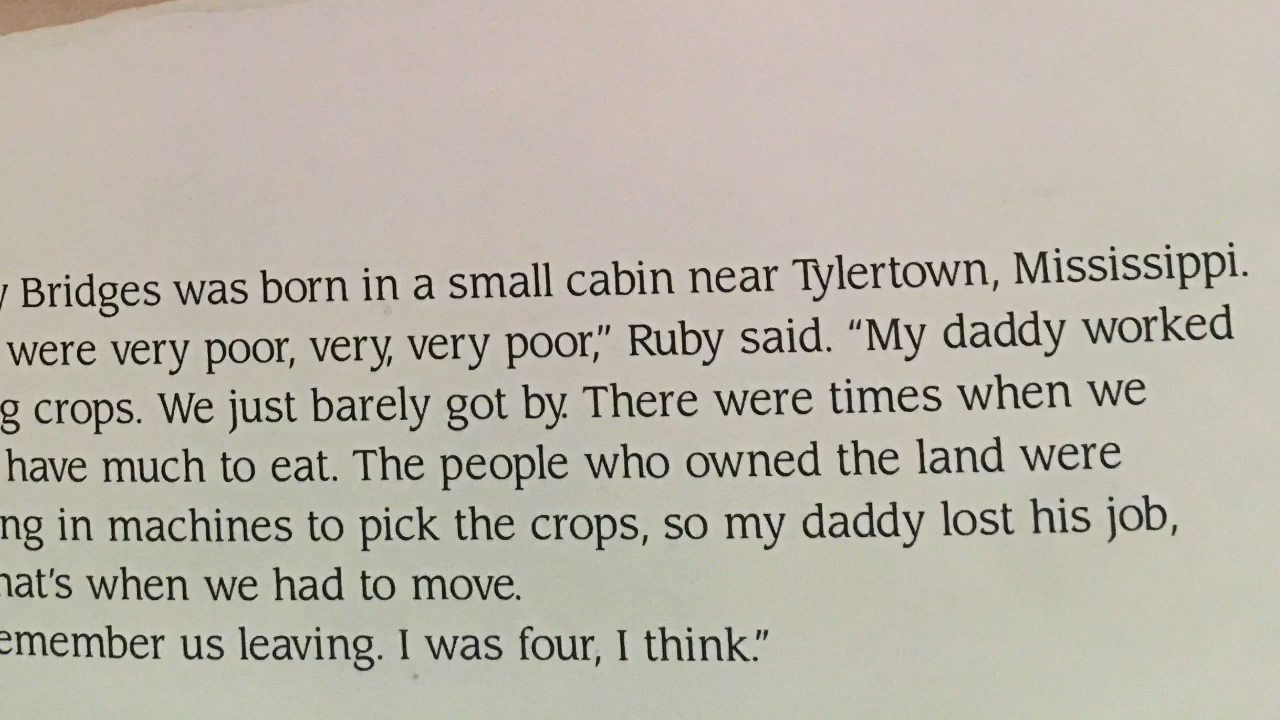 Bridges was born in a small cabin near Tylertown, Mississippi.
were very poor, very, very poor,” Ruby said. “My daddy worked
crops. We just barely got by. There were times when we
have much to eat. The people who owned the land were
in machines to pick the crops, so my daddy lost his job,
when we had to move.
us leaving. I was four, I think.”